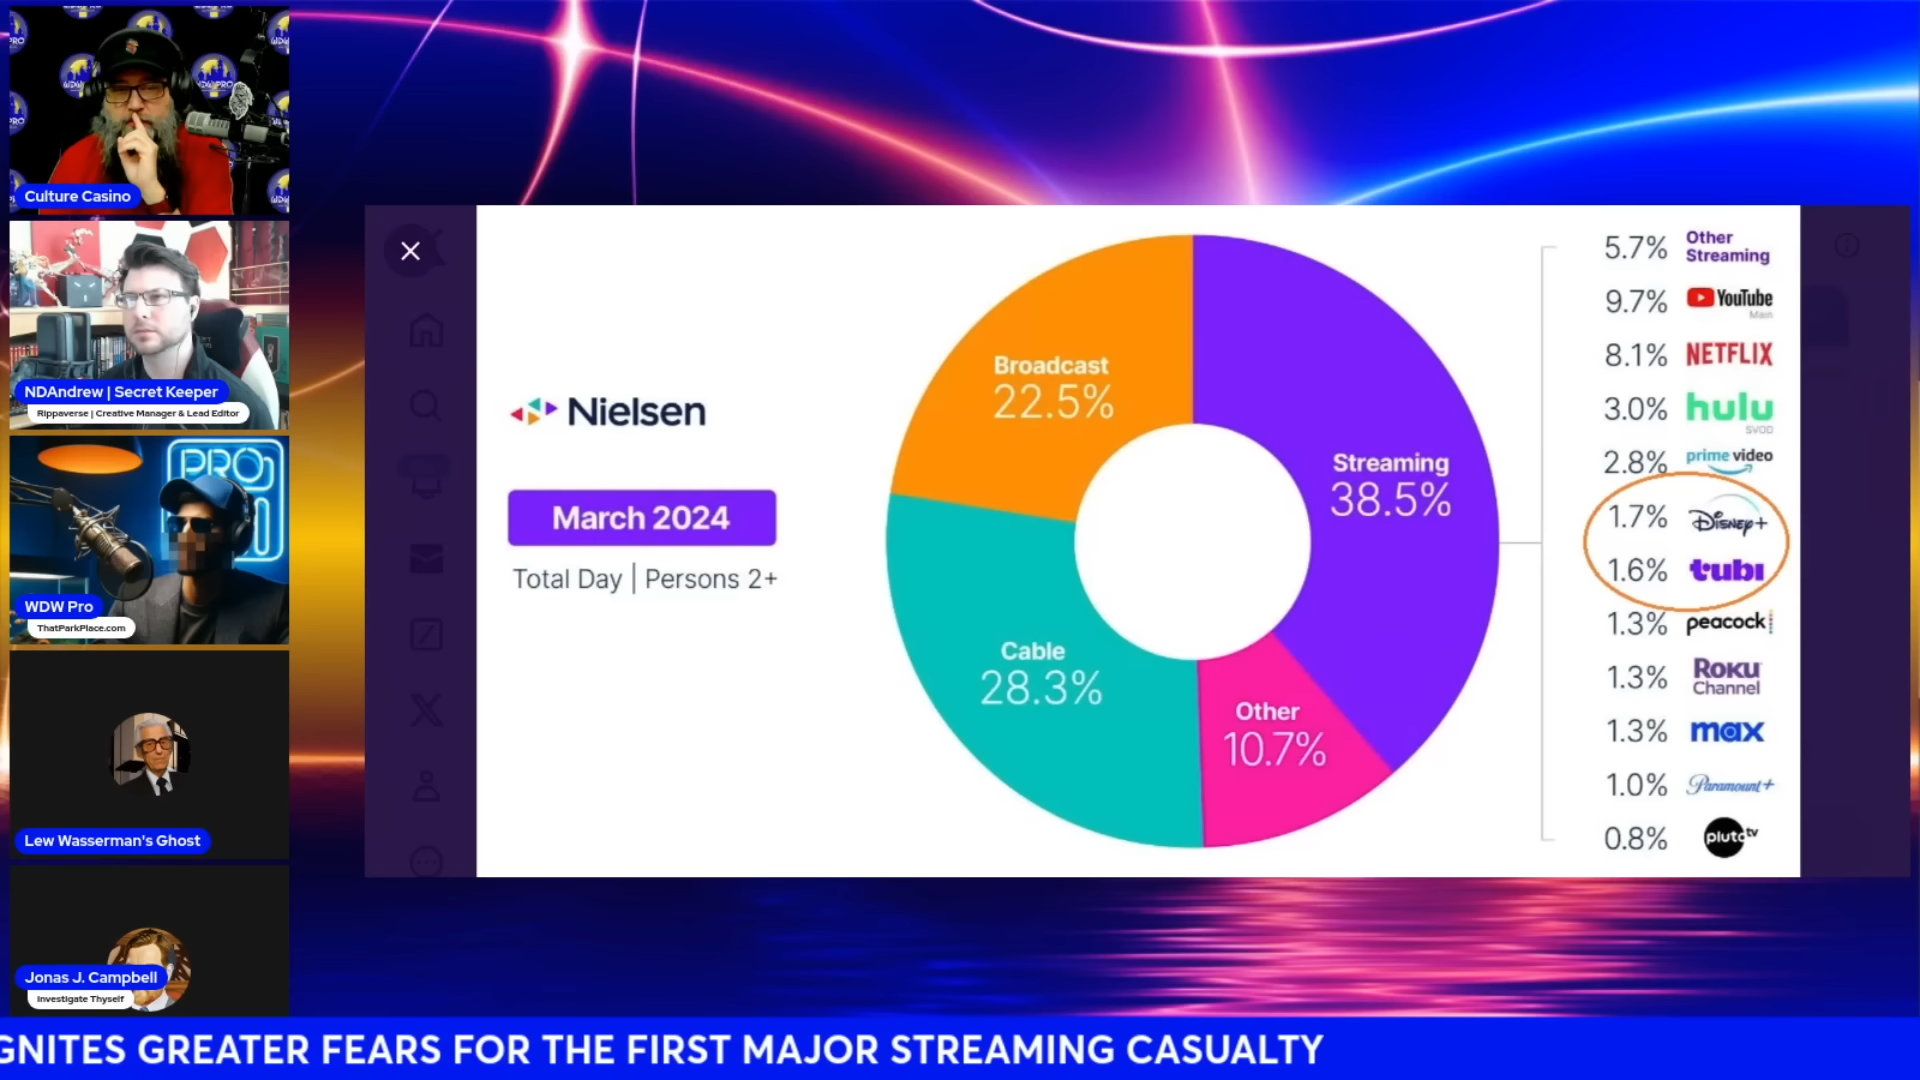 Culture Casino
NDAndrew | Secret Keeper
Rippaverse | Creative Manager & Lead Editor
PRO
WDW Pro
ThatParkPlace.com
Lew Wasserman's Ghost
Jonas J. Campbell
Investigate Thyself
Nielsen
March 2024
Total Day | Persons 2+
Broadcast
22.5%
Streaming
38.5%
Cable
28.3%
Other
10.7%
5.7% Other Streaming
9.7% YouTube Main
8.1% NETFLIX
3.0% hulu SVOD
2.8% prime video
1.7% Disney+
1.6% tubi
1.3% peacock
1.3% Roku Channel
1.3% max
1.0% Paramount+
0.8% pluto tv
GNITES GREATER FEARS FOR THE FIRST MAJOR STREAMING CASUALTY